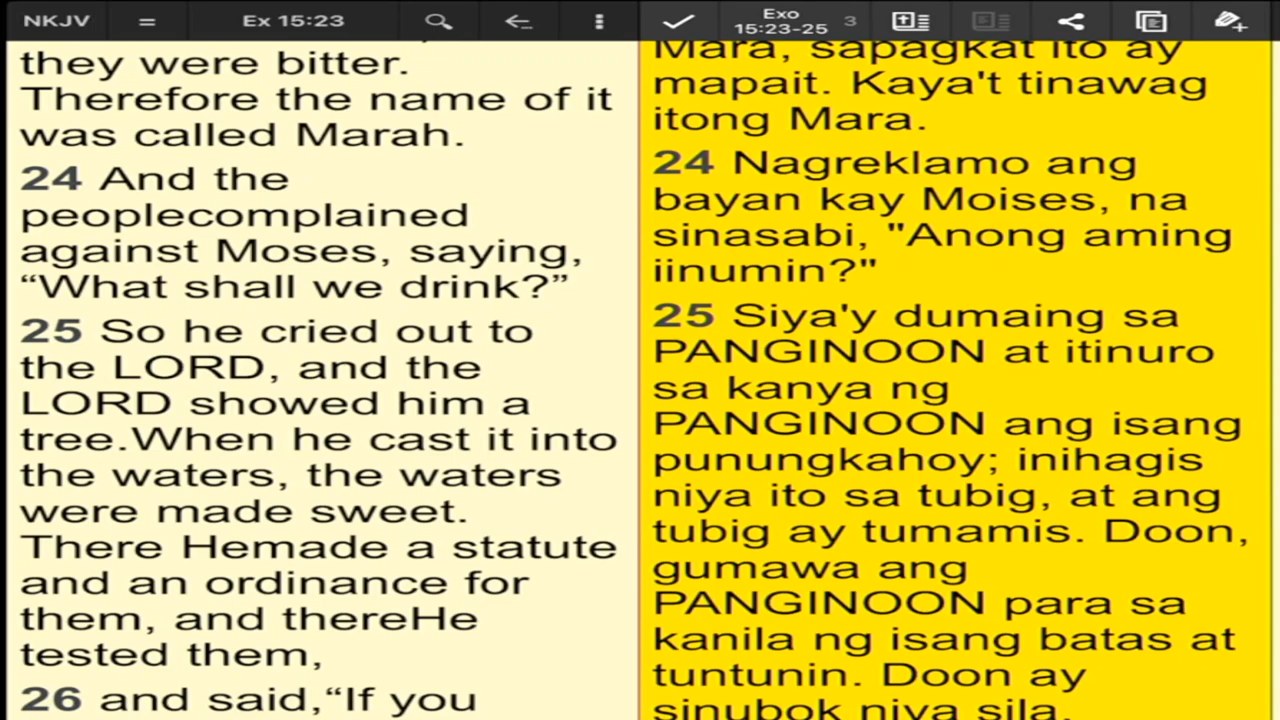 NKJV = Ex 15:23
they were bitter.
Therefore the name of it
was called Marah.
24 And the
peoplecomplained
against Moses, saying,
“What shall we drink?”
25 So he cried out to
the LORD, and the
LORD showed him a
tree.When he cast it into
the waters, the waters
were made sweet.
There Hemade a statute
and an ordinance for
them, and thereHe
tested them,
26 and said,“If you
Exo
15:23-25 3
Mara, sapagkat ito ay
mapait. Kaya't tinawag
itong Mara.
24 Nagreklamo ang
bayan kay Moises, na
sinasabi, "Anong aming
iinumin?"
25 Siya'y dumaing sa
PANGINOON at itinuro
sa kanya ng
PANGINOON ang isang
punungkahoy; inihagis
niya ito sa tubig, at ang
tubig ay tumamis. Doon,
gumawa ang
PANGINOON para sa
kanila ng isang batas at
tuntunin. Doon ay
sinubok niya sila.